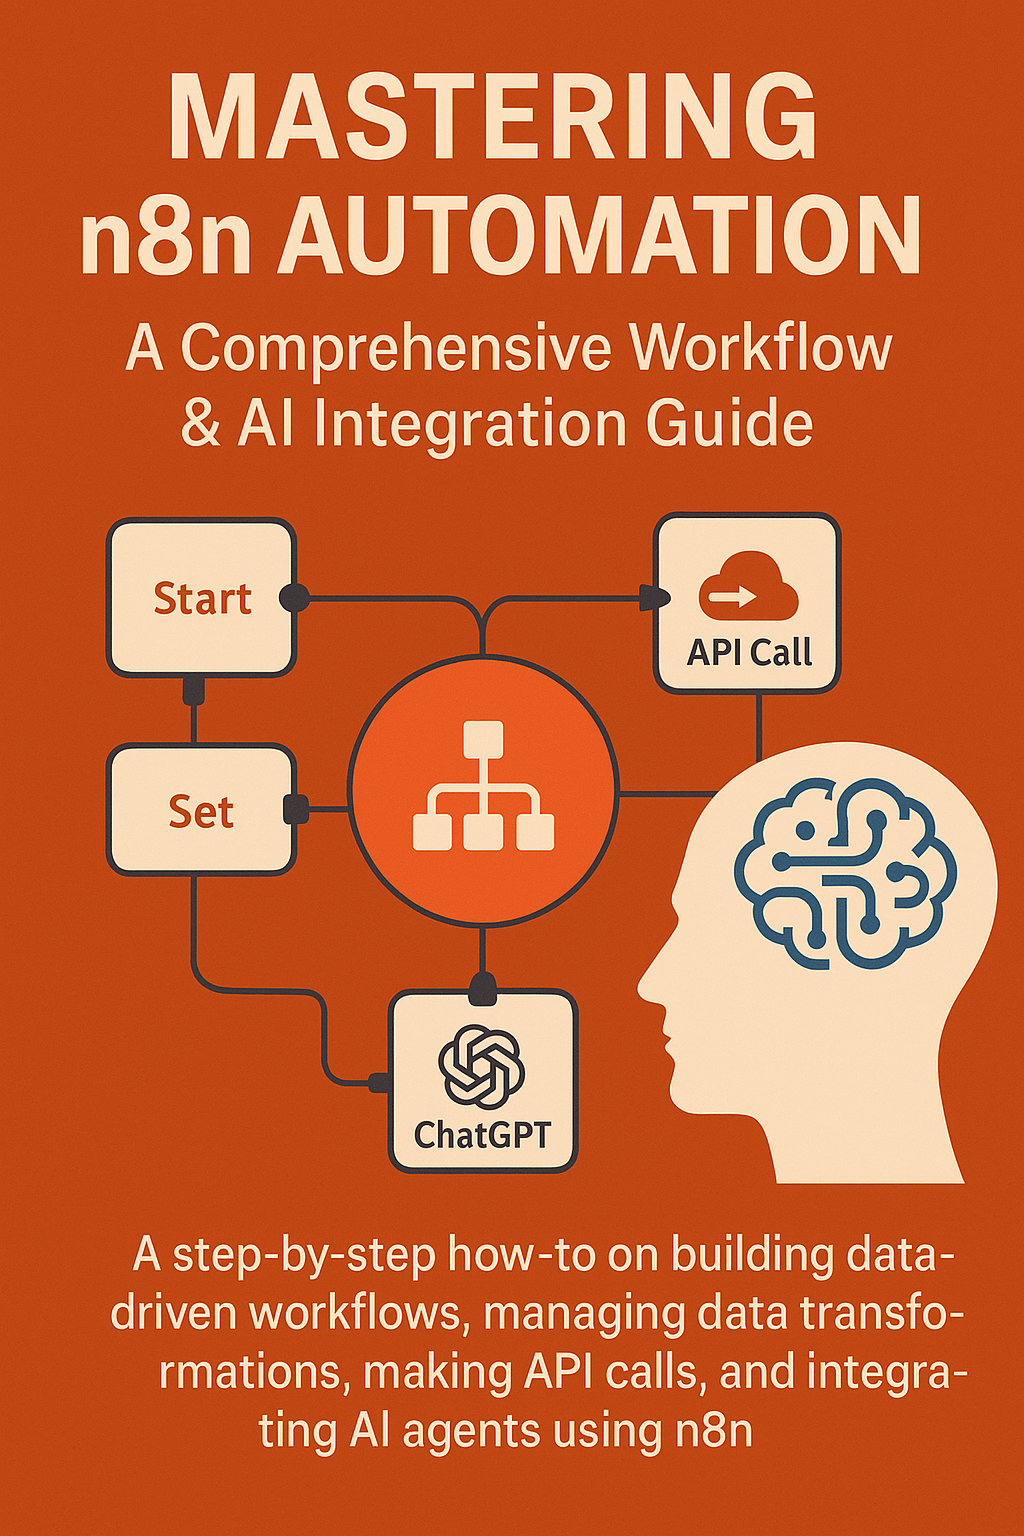 MASTERING
n8n AUTOMATION
A Comprehensive Workflow
& AI Integration Guide
Start
API Call
Set
ChatGPT
A step-by-step how-to on building data-
driven workflows, managing data transfo-
rmations, making API calls, and integra-
ting AI agents using n8n